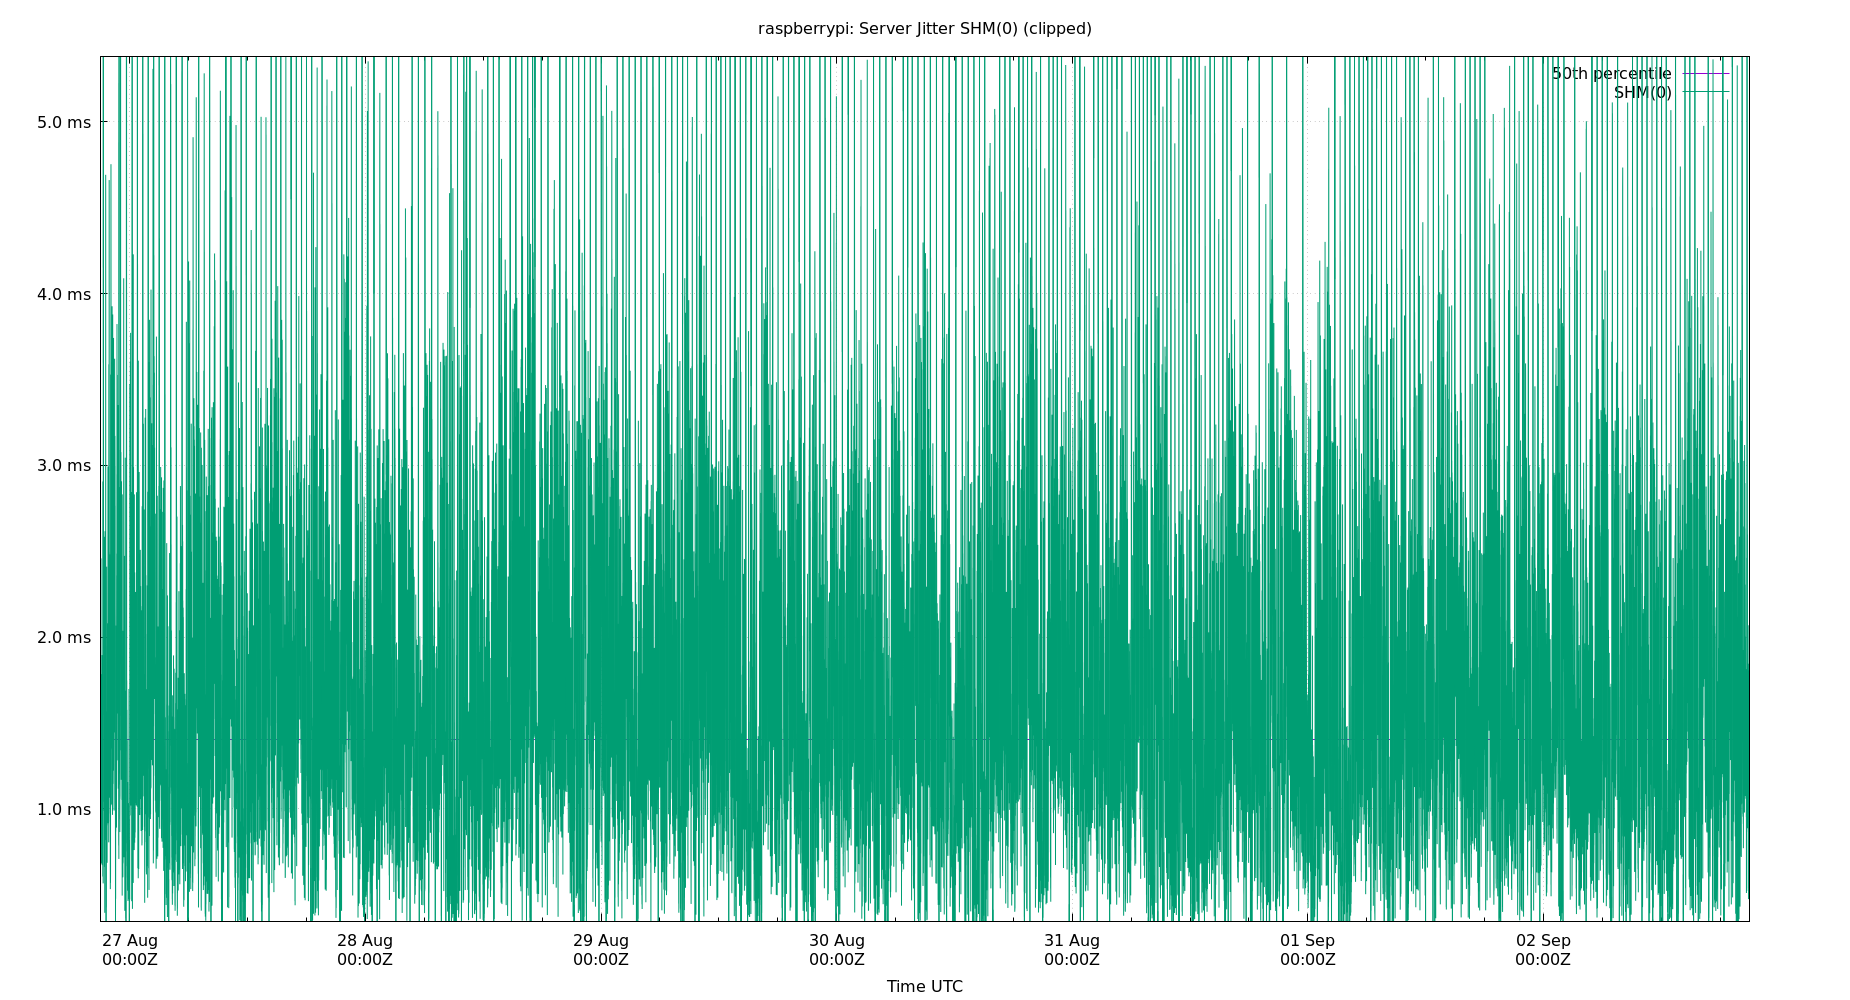 raspberrypi: Server Jitter SHM(0) (clipped)
50th percentile
SHM(0)
5.0 ms
4.0 ms
3.0 ms
2.0 ms
1.0 ms
27 Aug 28 Aug 29 Aug 30 Aug 31 Aug 01 Sep 02 Sep
00:00Z 00:00Z 00:00Z 00:00Z 00:00Z 00:00Z 00:00Z
Time UTC